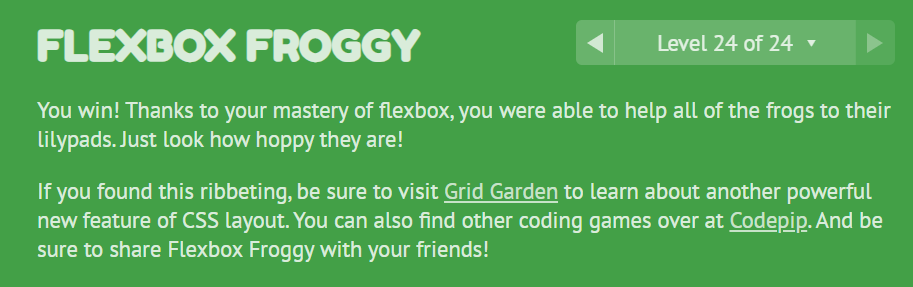 FLEXBOX FROGGY
Level 24 of 24
You win! Thanks to your mastery of flexbox, you were able to help all of the frogs to their
lilypads. Just look how hoppy they are!
If you found this ribbeting, be sure to visit Grid Garden to learn about another powerful
new feature of CSS layout. You can also find other coding games over at Codepip. And be
sure to share Flexbox Froggy with your friends!